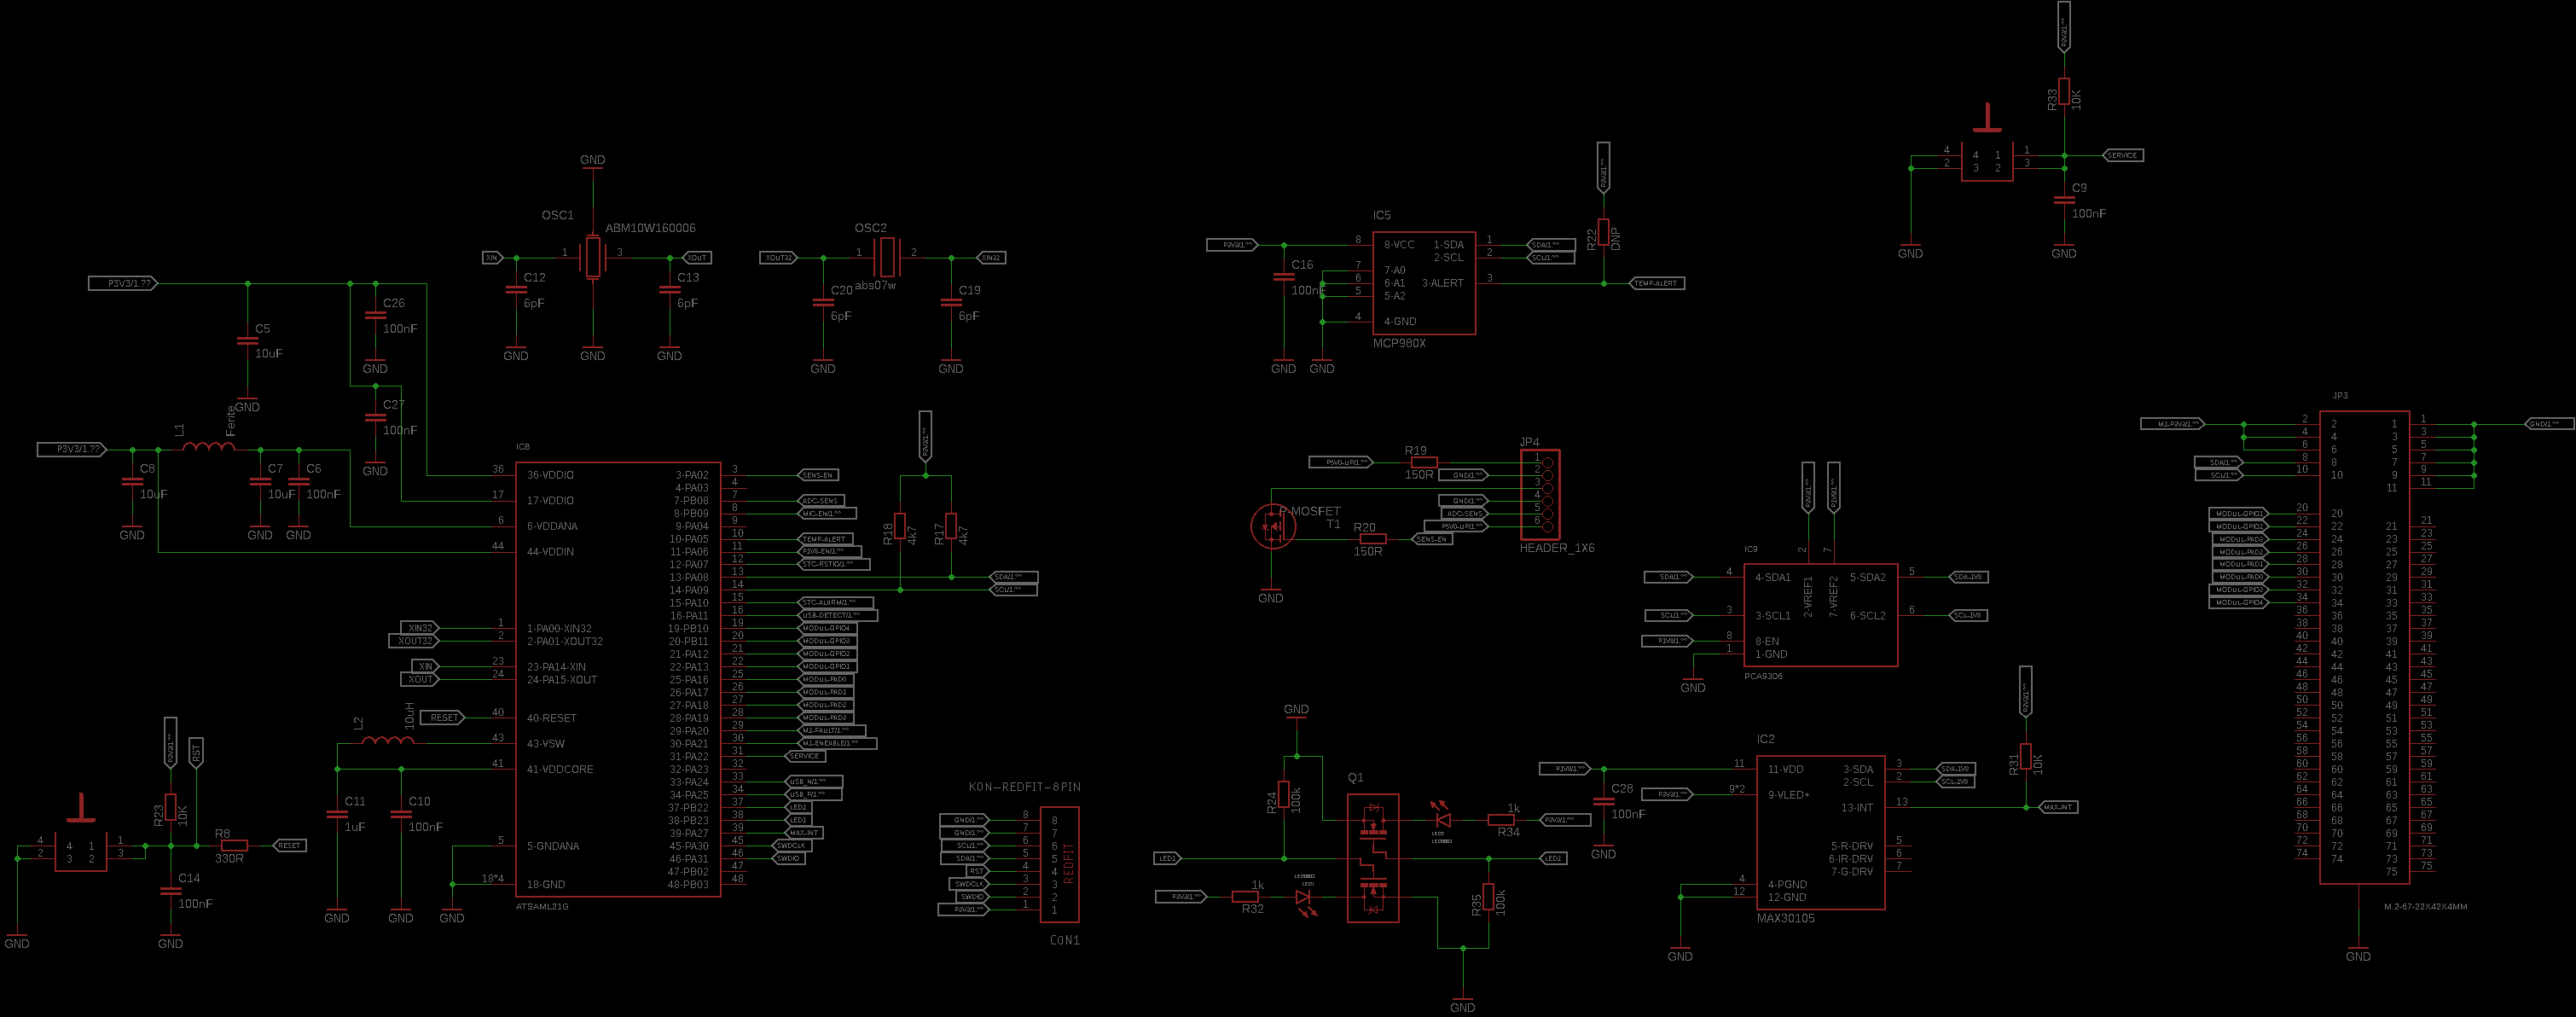 P3V3/1.??
C5
10uF
GND
C26
100nF
GND
C27
100nF
GND
P3V3/1.??
C8
10uF
GND
L1
Ferite
C7
10uF
GND
C6
100nF
GND
GND
OSC1
ABM10W160006
XIN
1
3
XOUT
C12
6pF
GND
GND
C13
6pF
GND
OSC2
abs07w
XOUT32
1
2
XIN32
C20
6pF
GND
C19
6pF
GND
IC8
36 36-VDDIO
17 17-VDDIO
6 6-VDDANA
44 44-VDDIN
XIN32 1 1-PA00-XIN32
XOUT32 2 2-PA01-XOUT32
XIN 23 23-PA14-XIN
XOUT 24 24-PA15-XOUT
RESET 40 40-RESET
43 43-VSW
41 41-VDDCORE
5 5-GNDANA
18*4 18-GND
GND
ATSAML21G
3-PA02 3 SENS-EN
4-PA03 4
7-PB08 7 ADC-SENS
8-PB09 8 MIC-EN/1.??
9-PA04 9
10-PA05 10 TEMP-ALERT
11-PA06 11 P1V8-EN/1.??
12-PA07 12
13-PA08 13 SDA/1.??
14-PA09 14 SCL/1.??
15-PA10 15
16-PA11 16 USB-DETECT/1.??
19-PB10 19 MODUL-GPIO4
20-PB11 20 MODUL-GPIO3
21-PA12 21 MODUL-GPIO2
22-PA13 22 MODUL-GPIO1
25-PA16 25 MODUL-PAD0
26-PA17 26 MODUL-PAD1
27-PA18 27 MODUL-PAD2
28-PA19 28 MODUL-PAD3
29-PA20 29 M2-FAULT/1.??
30-PA21 30 M2-ENEABLE/1.??
31-PA22 31 SERVICE
32-PA23 32
33-PA24 33 USB_N/1.??
34-PA25 34 USB_P/1.??
37-PB22 37 LED2
38-PB23 38 LED1
39-PA27 39 MAX-INT
45-PA30 45 SWDCLK
46-PA31 46 SWDIO
47-PB02 47
48-PB03 48
P3V3/1.??
R18
4k7
R17
4k7
L2
10uH
C11
1uF
GND
C10
100nF
GND
P3V3/1.??
RST
R23
10K
R8
330R
RESET
4 4 1 1
2 3 2 3
C14
100nF
GND
GND
KON-REDFIT-8PIN
GND/1.?? 8 8
GND/1.?? 7 7
SCL/1.?? 6 6
SDA/1.?? 5 5
RST 4 4
SWDCLK 3 3
SWDIO 2 2
P3V3/1.?? 1 1
REDFIT
CON1
IC5
P3V3/1.??
8 8-VCC
7 7-A0
6 6-A1
5 5-A2
4 4-GND
1-SDA 1 SDA/1.??
2-SCL 2 SCL/1.??
3-ALERT 3 TEMP-ALERT
MCP980X
C16
100nF
GND
GND
P3V3/1.??
R22
DNP
JP4
P5V0-UP/1.??
R19
150R
1
GND/1.?? 2
3
GND/1.?? 4
ADC-SENS 5
P5V0-UP/1.?? 6
HEADER_1X6
P-MOSFET
T1
R20
150R
SENS-EN
GND
GND
R24
100k
Q1
LED2
1k
R34
P3V3/1.??
LED1
LED2
P3V3/1.??
1k
R32
LED1
R35
100k
GND
IC9
P3V3/1.??
P1V8/1.??
2
7
2-VREF1
7-VREF2
SDA/1.?? 4 4-SDA1
SCL/1.?? 3 3-SCL1
P1V8/1.?? 8 8-EN
1 1-GND
5-SDA2 5 SDA-1V8
6-SCL2 6 SCL-1V8
GND
PCA9306
IC2
P1V8/1.?? 11 11-VDD
P3V3/1.?? 9*2 9-VLED+
4 4-PGND
12 12-GND
3-SDA 3 SDA-1V8
2-SCL 2 SCL-1V8
13-INT 13 MAX-INT
5-R-DRV 5
6-IR-DRV 6
7-G-DRV 7
MAX30105
C28
100nF
GND
GND
P3V3/1.??
R31
10K
P3V3/1.??
R33
10K
4 4 1 1
2 3 2 3
SERVICE
C9
100nF
GND
GND
JP3
M2-P3V3/1.?? 2 2 1 1 GND/1.??
4 4 3 3
6 6 5 5
SDA/1.?? 8 8 7 7
SCL/1.?? 10 10 9 9
11 11
MODUL-GPIO1 20 20
MODUL-GPIO2 22 22 21 21
MODUL-PAD3 24 24 23 23
MODUL-PAD2 26 26 25 25
MODUL-PAD1 28 28 27 27
MODUL-PAD0 30 30 29 29
MODUL-GPIO3 32 32 31 31
MODUL-GPIO4 34 34 33 33
36 36 35 35
38 38 37 37
40 40 39 39
42 42 41 41
44 44 43 43
46 46 45 45
48 48 47 47
50 50 49 49
52 52 51 51
54 54 53 53
56 56 55 55
58 58 57 57
60 60 59 59
62 62 61 61
64 64 63 63
66 66 65 65
68 68 67 67
70 70 69 69
72 72 71 71
74 74 73 73
75 75
M.2-67-22X42X4MM
GND